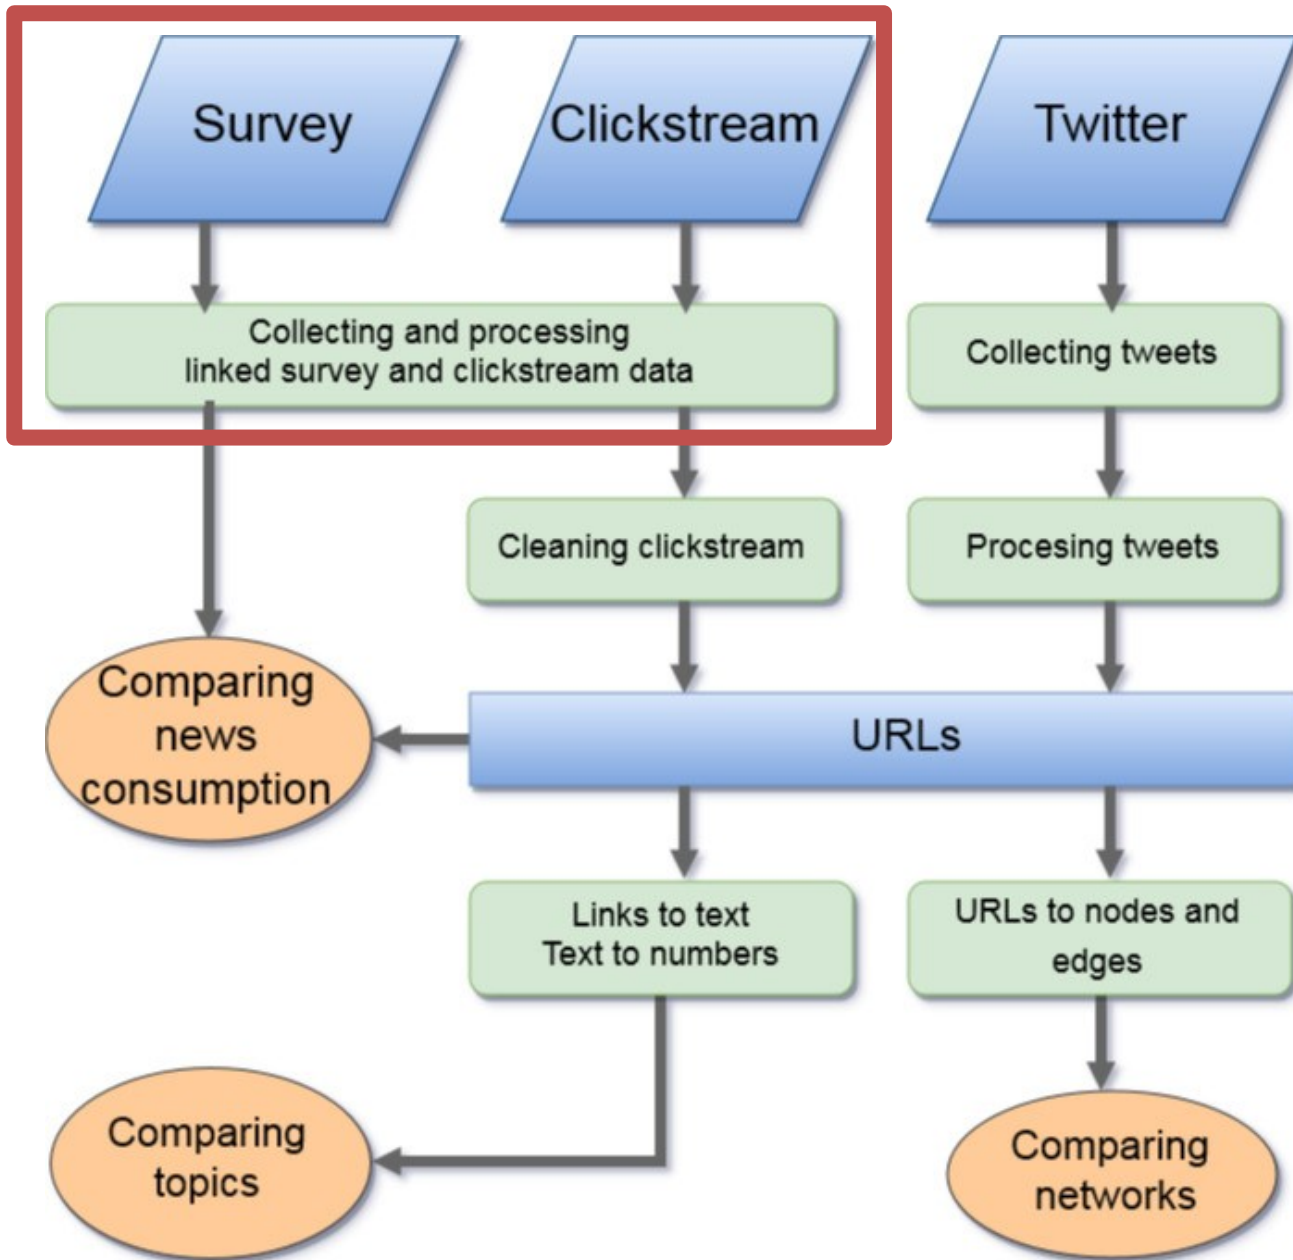 Survey
Clickstream
Twitter
Collecting and processing
linked survey and clickstream data
Collecting tweets
Cleaning clickstream
Procesing tweets
Comparing
news
consumption
URLs
Links to text
Text to numbers
URLs to nodes and
edges
Comparing
topics
Comparing
networks